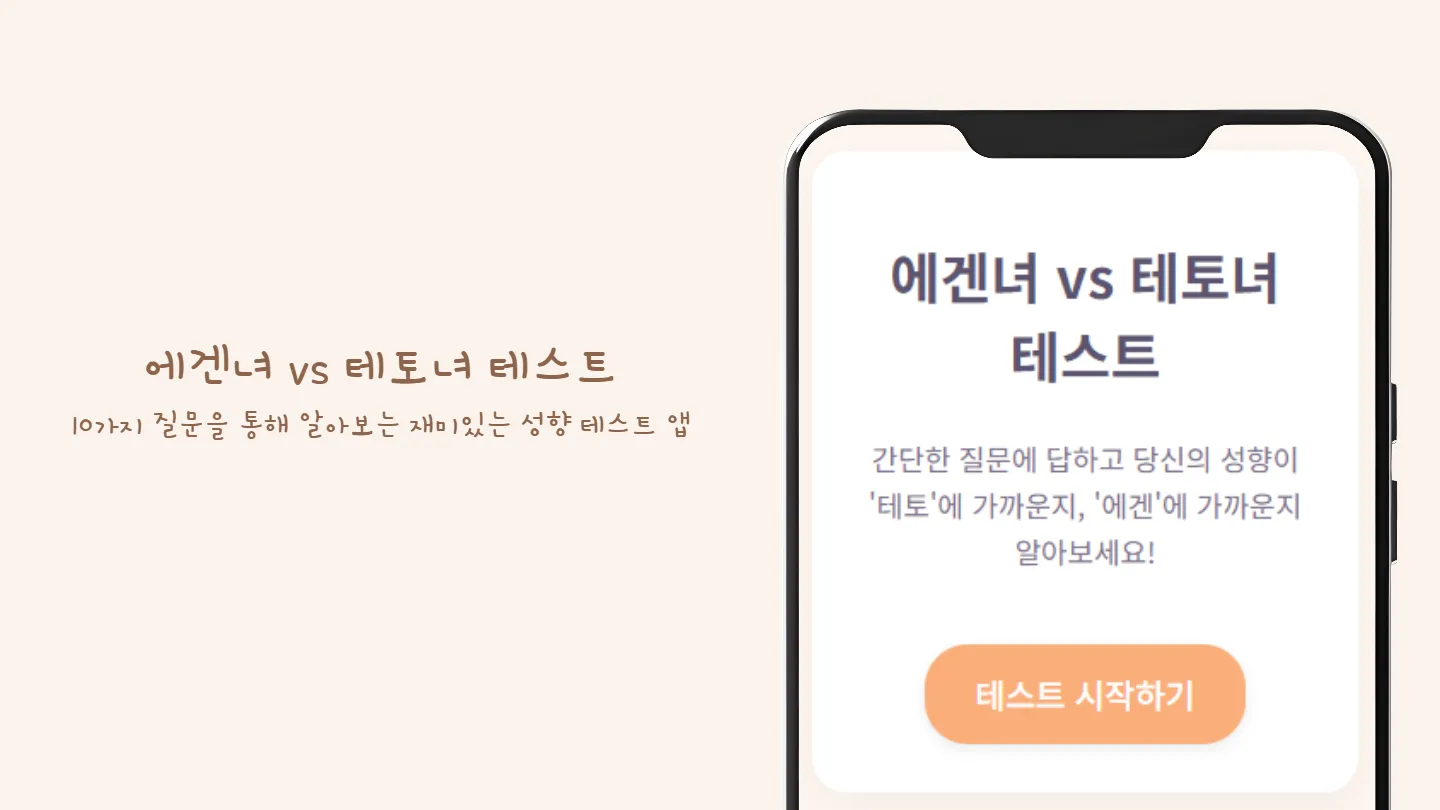 에겐녀 vs 테토녀 테스트
10가지 질문을 통해 알아보는 재미있는 성향 테스트 앱
에겐녀 vs 테토녀
테스트
간단한 질문에 답하고 당신의 성향이
'테토'에 가까운지, '에겐'에 가까운지
알아보세요!
테스트 시작하기